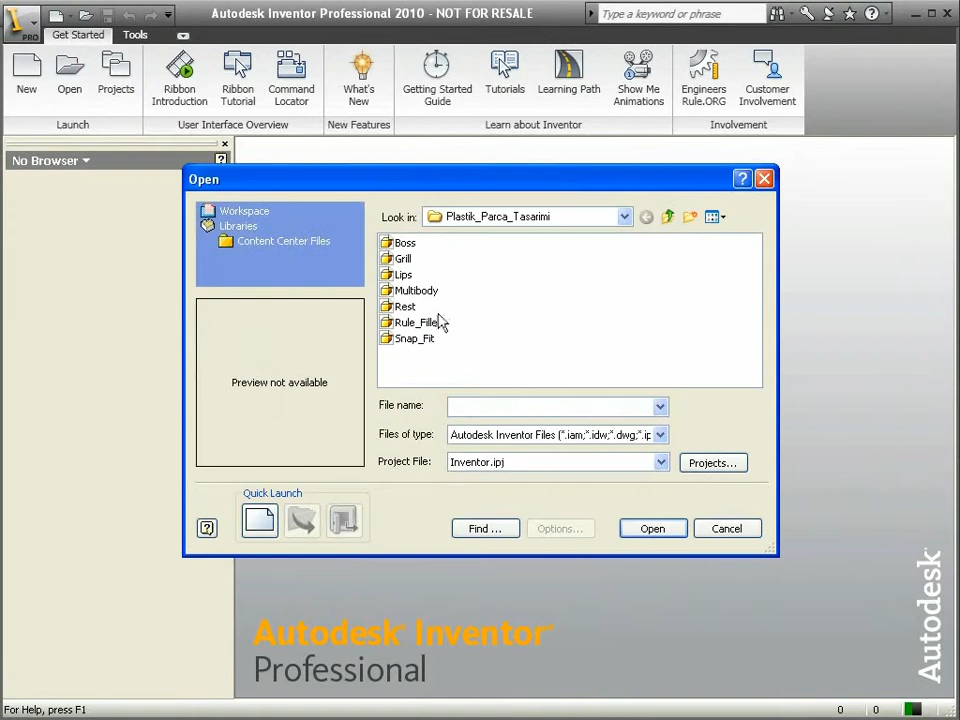 Autodesk Inventor Professional 2010 - NOT FOR RESALE
Type a keyword or phrase
PRO
Get Started
Tools
New
Open
Projects
Ribbon
Introduction
Ribbon
Tutorial
Command
Locator
What's
New
Getting Started
Guide
Tutorials
Learning Path
Show Me
Animations
Engineers
Rule.ORG
Customer
Involvement
Launch
User Interface Overview
New Features
Learn about Inventor
Involvement
No Browser
Open
Workspace
Libraries
Content Center Files
Look in:
Plastik_Parca_Tasarimi
Boss
Grill
Lips
Multibody
Rest
Rule_Fille
Snap_Fit
Preview not available
File name:
Files of type:
Autodesk Inventor Files (*.iam;*.idw;*.dwg;*.ip
Project File:
Inventor.ipj
Projects...
Quick Launch
Find ...
Options...
Open
Cancel
Autodesk Inventor
Professional
Autodesk
For Help, press F1
0
0